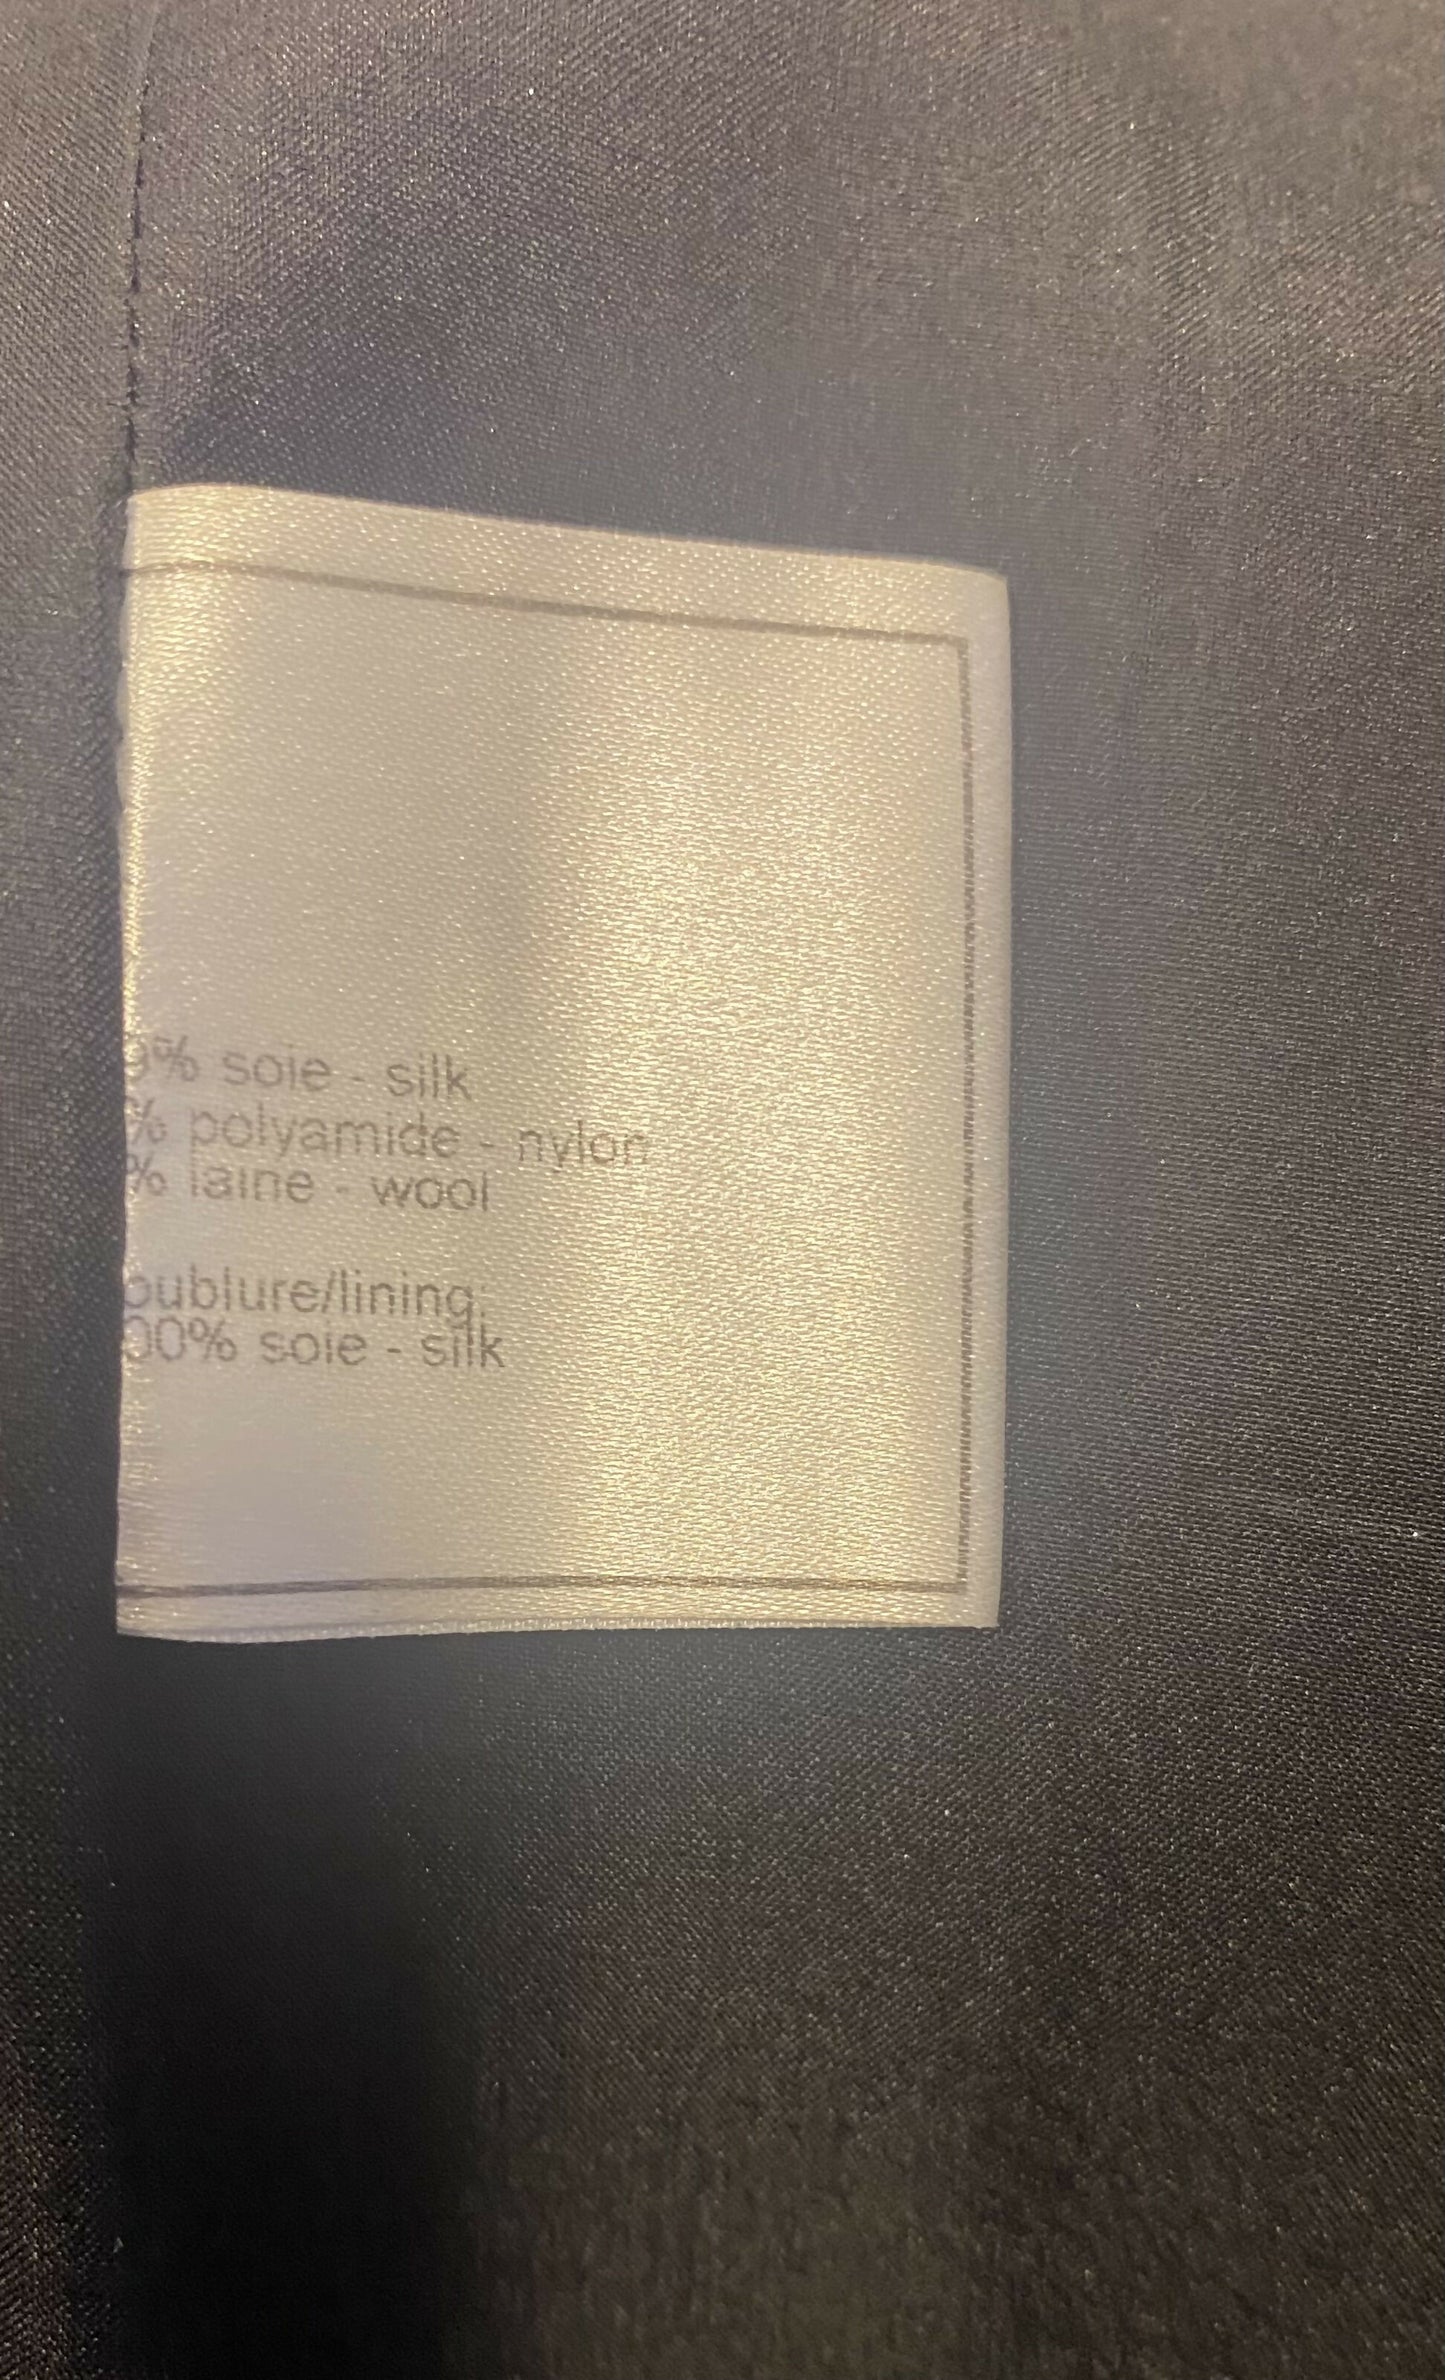 9% soie - silk
% polyamide - nylon
% laine - wool
oublure/lining:
00% soie - silk